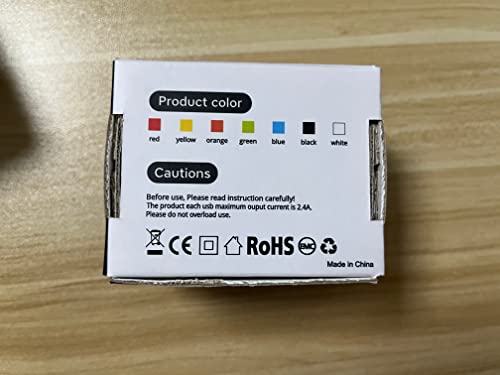 Product color
red yellow orange green blue black white
Cautions
Before use, Please read instruction carefully!
The product each usb maximum ouput current is 2.4A.
Please do not overload use.
CE RoHS EMC
Made in China